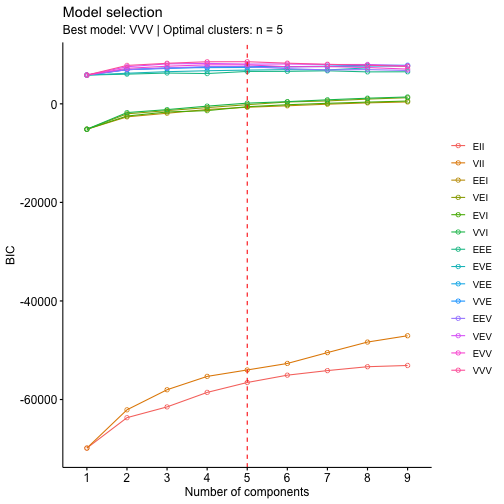 Model selection
Best model: VVV | Optimal clusters: n = 5
BIC
0
-20000
-40000
-60000
1 2 3 4 5 6 7 8 9
Number of components
EII
VII
EEI
VEI
EVI
VVI
EEE
EVE
VEE
VVE
EEV
VEV
EVV
VVV